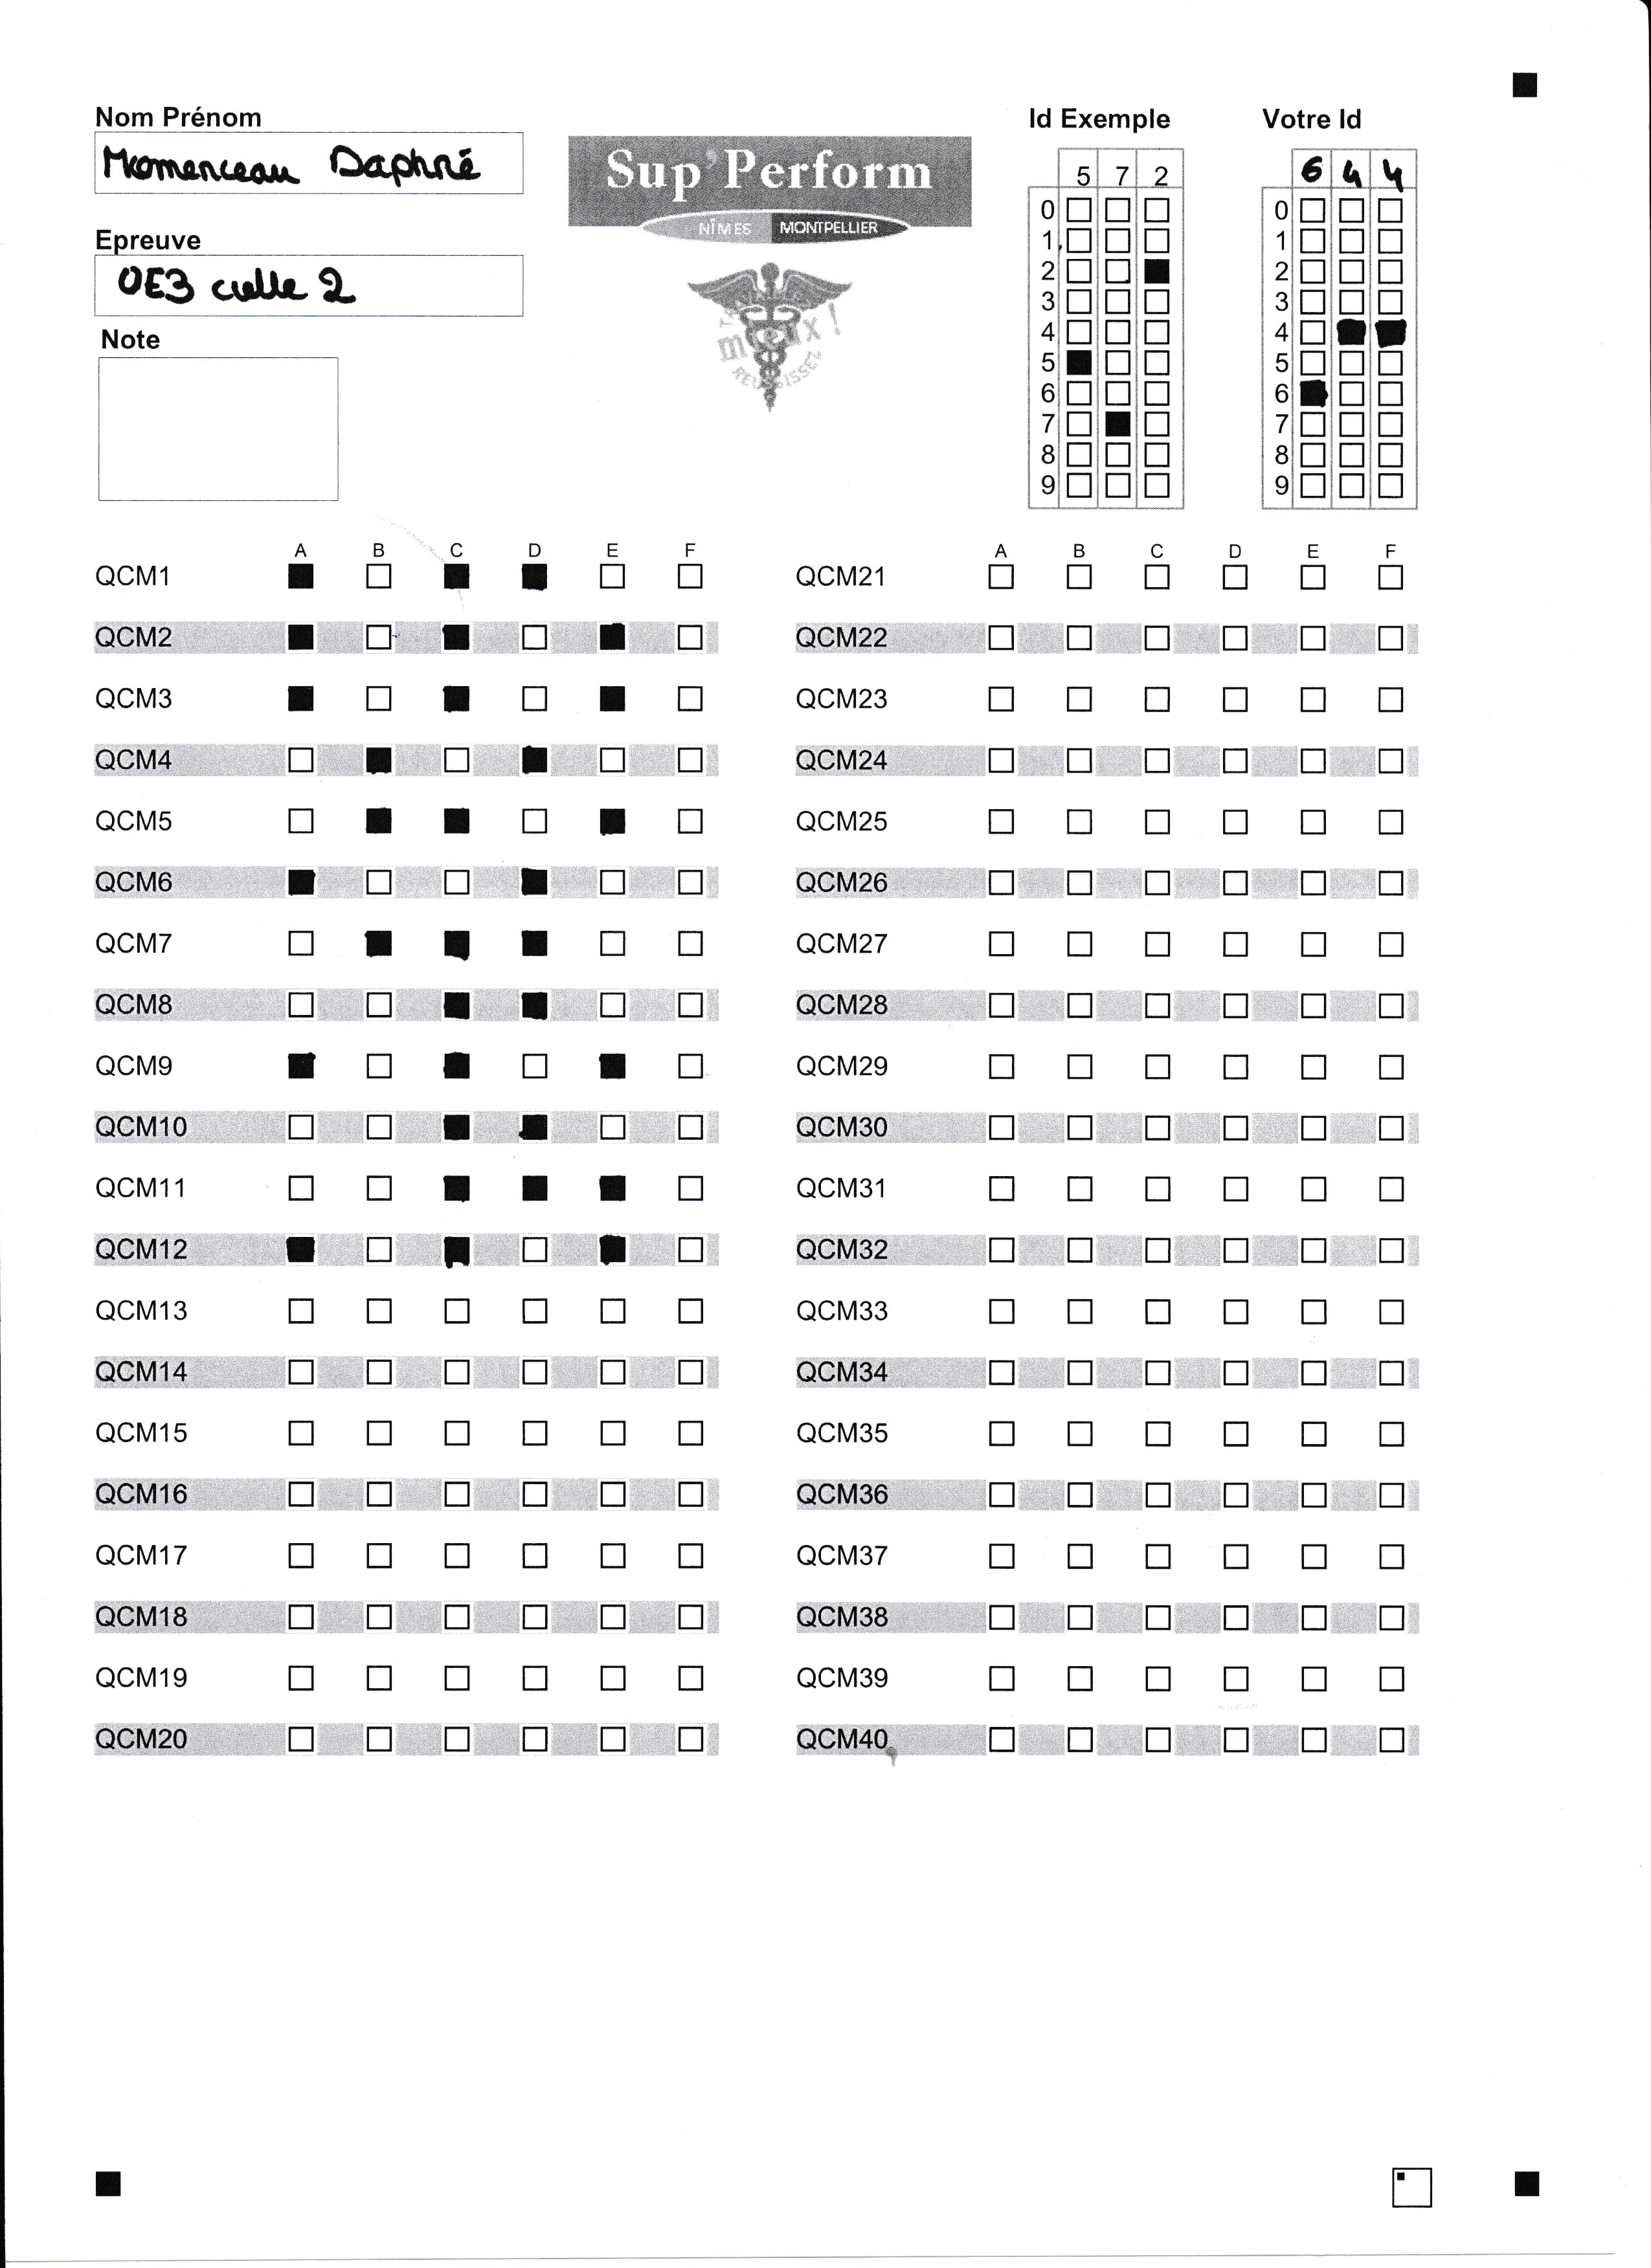 Nom Prénom
Daphné
Epreuve
UE3 colle 2
Note
Sup'Perform
NÎMES MONTPELLIER
mieux !
RÉUSSISSEZ
Id Exemple
5 7 2
0
1
2
3
4
5
6
7
8
9
Votre Id
6 4 4
0
1
2
3
4
5
6
7
8
9
A B C D E F
QCM1
QCM2
QCM3
QCM4
QCM5
QCM6
QCM7
QCM8
QCM9
QCM10
QCM11
QCM12
QCM13
QCM14
QCM15
QCM16
QCM17
QCM18
QCM19
QCM20
A B C D E F
QCM21
QCM22
QCM23
QCM24
QCM25
QCM26
QCM27
QCM28
QCM29
QCM30
QCM31
QCM32
QCM33
QCM34
QCM35
QCM36
QCM37
QCM38
QCM39
QCM40